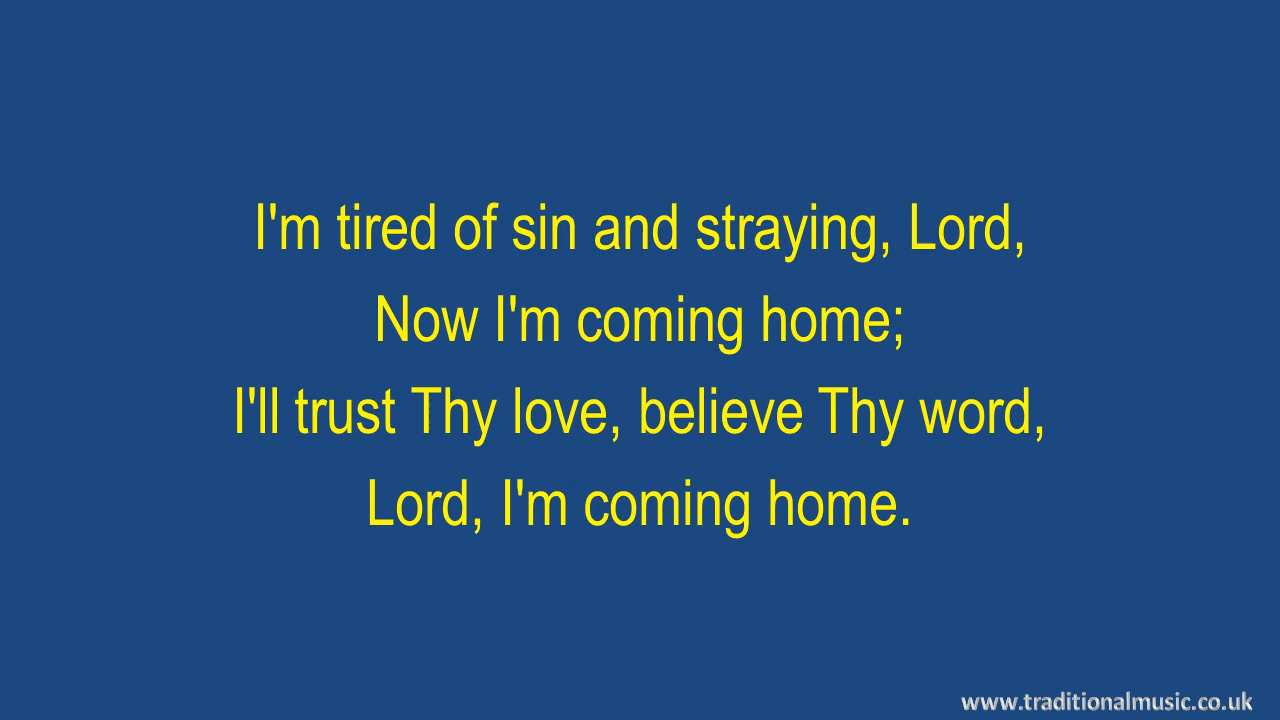 I'm tired of sin and straying, Lord,
Now I'm coming home;
I'll trust Thy love, believe Thy word,
Lord, I'm coming home.
www.traditionalmusic.co.uk